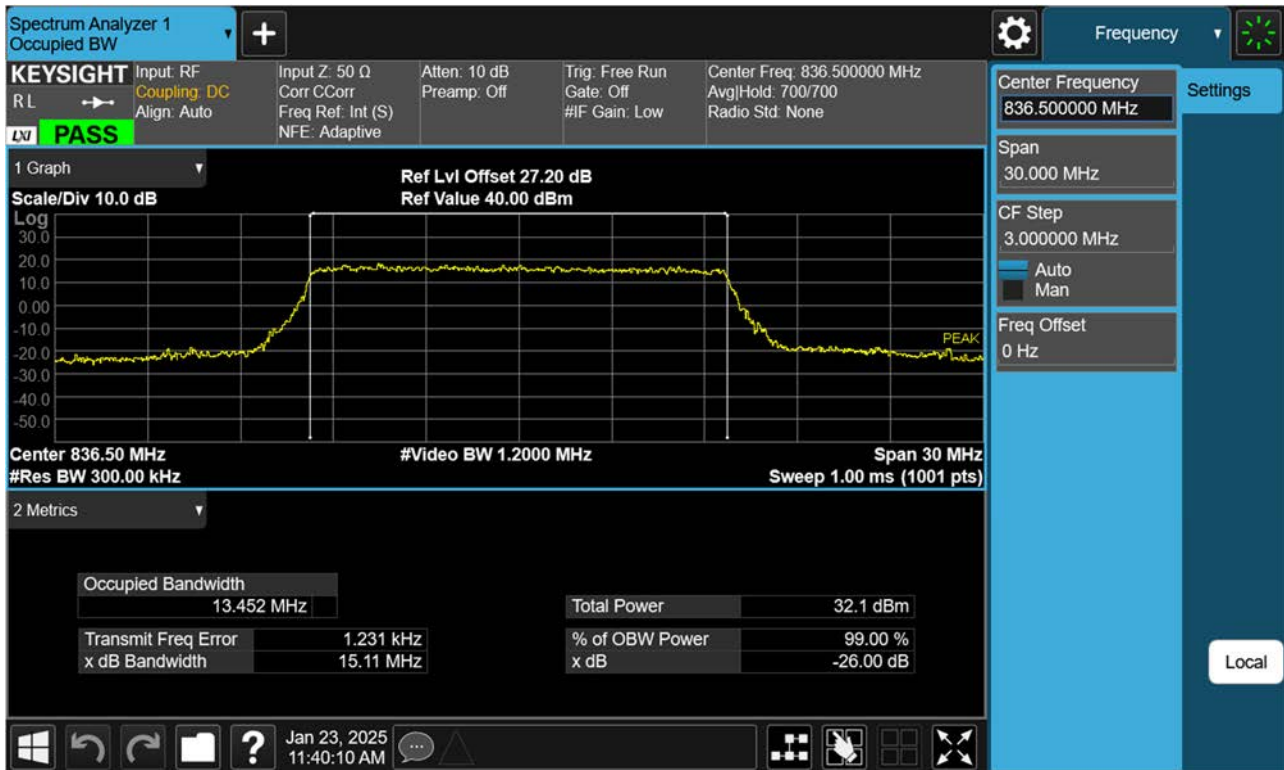 Spectrum Analyzer 1
Occupied BW
Frequency
KEYSIGHT
R L
LXI
PASS
Input: RF
Coupling: DC
Align: Auto
Input Z: 50 Ω
Corr CCorr
Freq Ref: Int (S)
NFE: Adaptive
Atten: 10 dB
Preamp: Off
Trig: Free Run
Gate: Off
#IF Gain: Low
Center Freq: 836.500000 MHz
Avg|Hold: 700/700
Radio Std: None
Center Frequency
836.500000 MHz
Settings
Span
30.000 MHz
CF Step
3.000000 MHz
Auto
Man
Freq Offset
0 Hz
Local
1 Graph
Scale/Div 10.0 dB
Ref Lvl Offset 27.20 dB
Ref Value 40.00 dBm
Log
30.0
20.0
10.0
0.00
-10.0
-20.0
-30.0
-40.0
-50.0
PEAK
Center 836.50 MHz
#Video BW 1.2000 MHz
Span 30 MHz
#Res BW 300.00 kHz
Sweep 1.00 ms (1001 pts)
2 Metrics
Occupied Bandwidth
13.452 MHz
Total Power 32.1 dBm
Transmit Freq Error 1.231 kHz
% of OBW Power 99.00 %
x dB Bandwidth 15.11 MHz
x dB -26.00 dB
?
Jan 23, 2025
11:40:10 AM